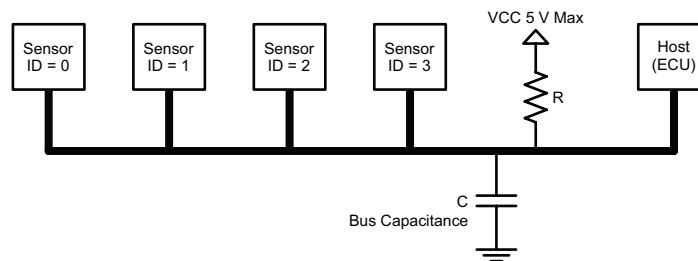 Sensor
ID = 0
Sensor
ID = 1
Sensor
ID = 2
Sensor
ID = 3
VCC 5 V Max
R
Host
(ECU)
C
Bus Capacitance